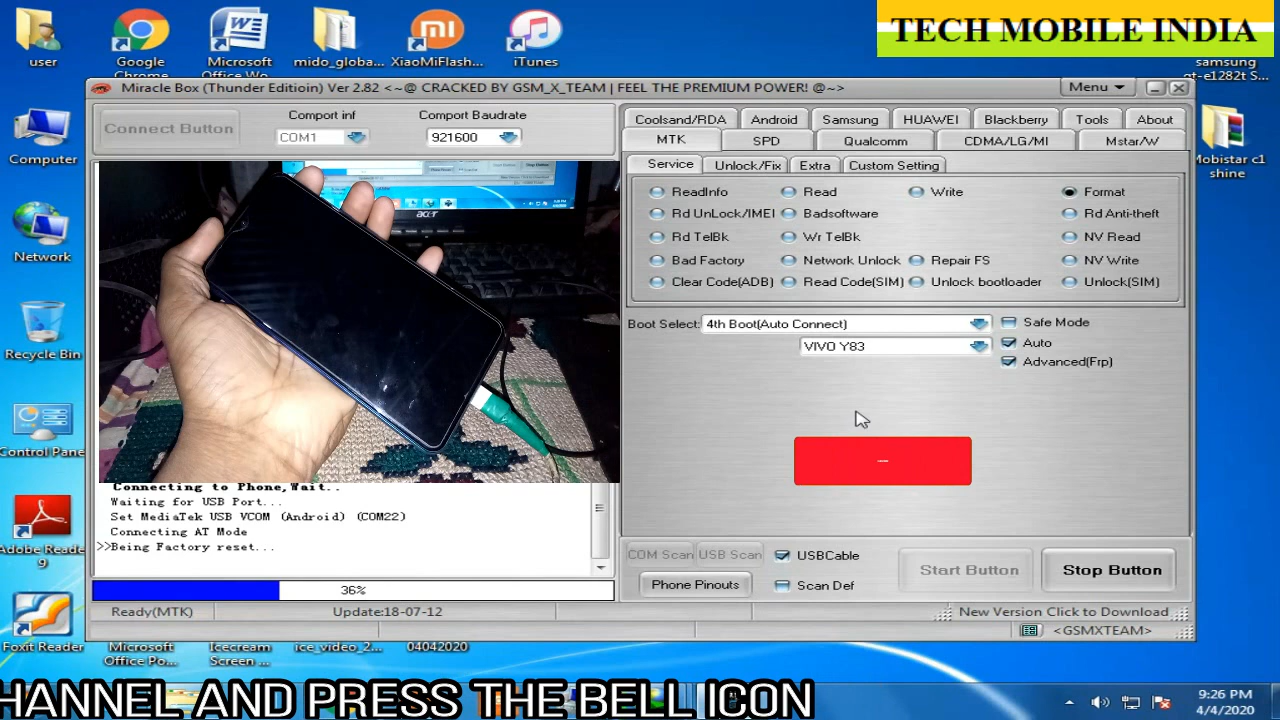 TECH MOBILE INDIA
user
Google Chrome
Microsoft Office Wo...
mido_globa...
XiaoMiFlash...
iTunes
samsung gt-e1282t S...
Computer
Network
Recycle Bin
Control Pane
Adobe Reade
9
Foxit Reader
Mobistar c1
shine
Miracle Box (Thunder Editioin) Ver 2.82 <~@ CRACKED BY GSM_X_TEAM | FEEL THE PREMIUM POWER! @~>
Menu
Connect Button
Comport inf
COM1
Comport Baudrate
921600
Coolsand/RDA
Android
Samsung
HUAWEI
Blackberry
Tools
About
MTK
SPD
Qualcomm
CDMA/LG/MI
Mstar/W
Service
Unlock/Fix
Extra
Custom Setting
ReadInfo
Read
Write
Format
Rd UnLock/IMEI
Badsoftware
Rd Anti-theft
Rd TelBk
Wr TelBk
NV Read
Bad Factory
Network Unlock
Repair FS
NV Write
Clear Code(ADB)
Read Code(SIM)
Unlock bootloader
Unlock(SIM)
Boot Select:
4th Boot(Auto Connect)
Safe Mode
VIVO Y83
Auto
Advanced(Frp)
acer
Connecting to Phone,Wait..
Waiting for USB Port...
Set MediaTek USB VCOM (Android) (COM22)
Connecting AT Mode
>>Being Factory reset...
36%
COM Scan
USB Scan
USBCable
Phone Pinouts
Scan Def
Start Button
Stop Button
Ready(MTK)
Update:18-07-12
New Version Click to Download
<GSMXTEAM>
Microsoft
Office Po...
Icecream
Screen ...
ice_video_2...
04042020
HANNEL AND PRESS THE BELL ICON
9:26 PM
4/4/2020